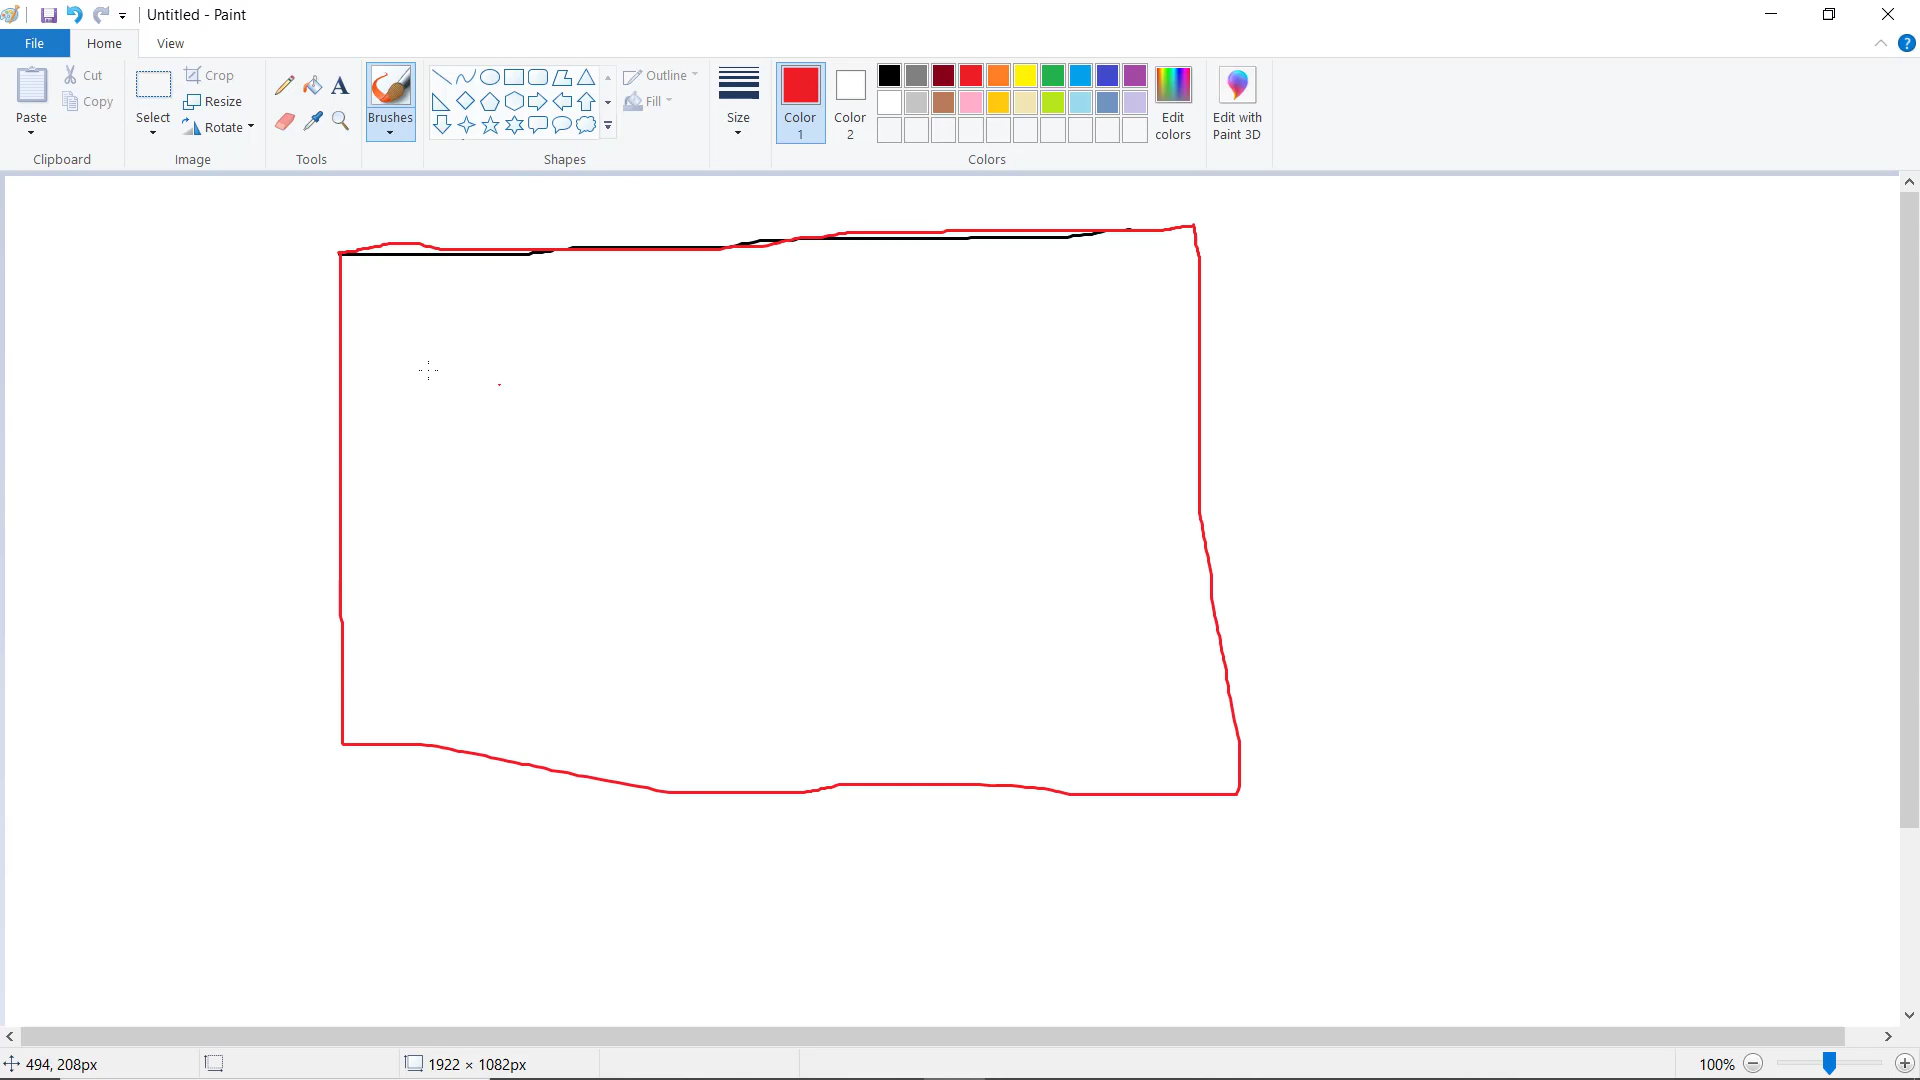 Untitled - Paint
File Home View
Paste
Cut
Copy
Clipboard
Select
Crop
Resize
Rotate
Image
A
Tools
Brushes
Outline
Fill
Shapes
Size
Color 1
Color 2
Edit colors
Colors
Edit with Paint 3D
?
494, 208px
1922 × 1082px
100%